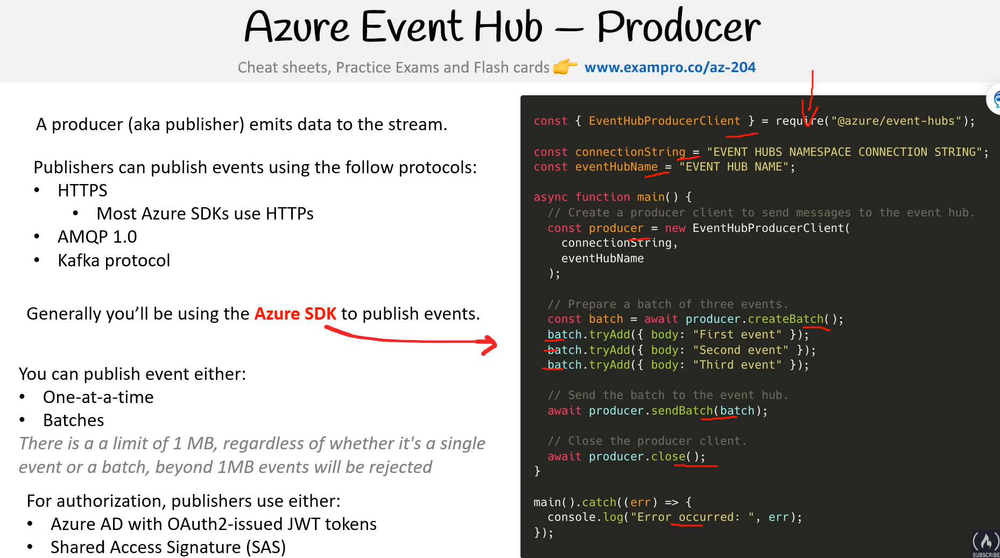 Azure Event Hub – Producer
Cheat sheets, Practice Exams and Flash cards 👉 www.exampro.co/az-204
A producer (aka publisher) emits data to the stream.
Publishers can publish events using the follow protocols:
• HTTPS
• Most Azure SDKs use HTTPs
• AMQP 1.0
• Kafka protocol
Generally you’ll be using the Azure SDK to publish events.
You can publish event either:
• One-at-a-time
• Batches
There is a a limit of 1 MB, regardless of whether it's a single
event or a batch, beyond 1MB events will be rejected
For authorization, publishers use either:
• Azure AD with OAuth2-issued JWT tokens
• Shared Access Signature (SAS)
const { EventHubProducerClient } = require("@azure/event-hubs");
const connectionString = "EVENT HUBS NAMESPACE CONNECTION STRING";
const eventHubName = "EVENT HUB NAME";
async function main() {
// Create a producer client to send messages to the event hub.
const producer = new EventHubProducerClient(
connectionString,
eventHubName
);
// Prepare a batch of three events.
const batch = await producer.createBatch();
batch.tryAdd({ body: "First event" });
batch.tryAdd({ body: "Second event" });
batch.tryAdd({ body: "Third event" });
// Send the batch to the event hub.
await producer.sendBatch(batch);
// Close the producer client.
await producer.close();
}
main().catch((err) => {
console.log("Error occurred: ", err);
});
SUBSCRIBE